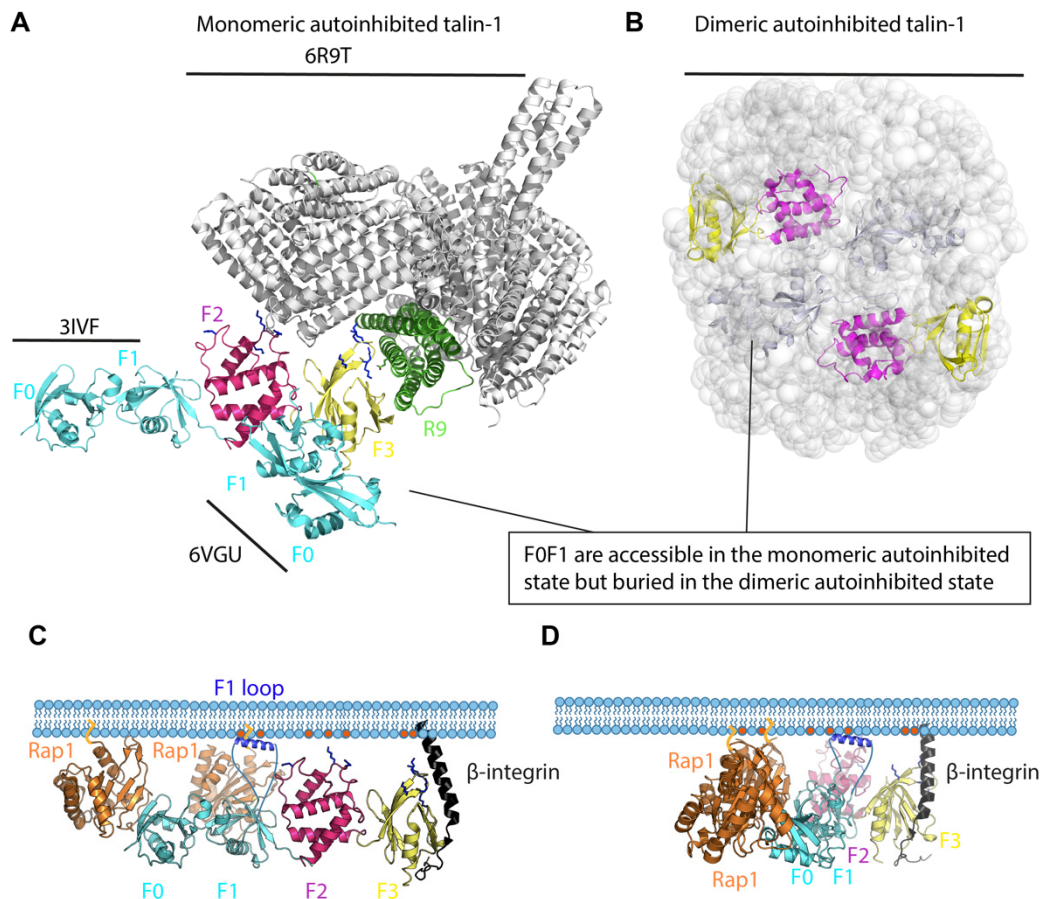 A
Monomeric autoinhibited talin-1
6R9T
B
Dimeric autoinhibited talin-1
F2
3IVF
F1
F0
R9
F3
F1
6VGU
F0
F0F1 are accessible in the monomeric autoinhibited
state but buried in the dimeric autoinhibited state
C
D
F1 loop
Rap1
Rap1
β-integrin
Rap1
β-integrin
F3
F2
Rap1
F0
F1
F0
F1
F2
F3